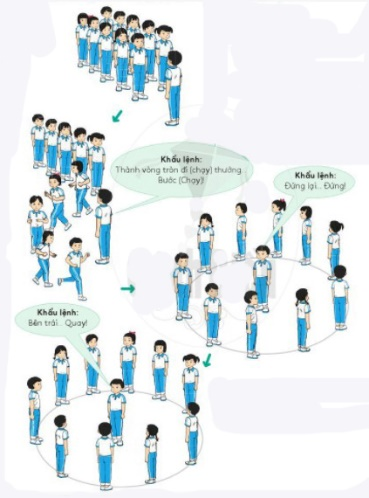 Khẩu lệnh:
Thành vòng tròn đi (chạy) thường
Bước (Chạy)!
Khẩu lệnh:
Đứng lại... Đứng!
Khẩu lệnh:
Bên trái... Quay!